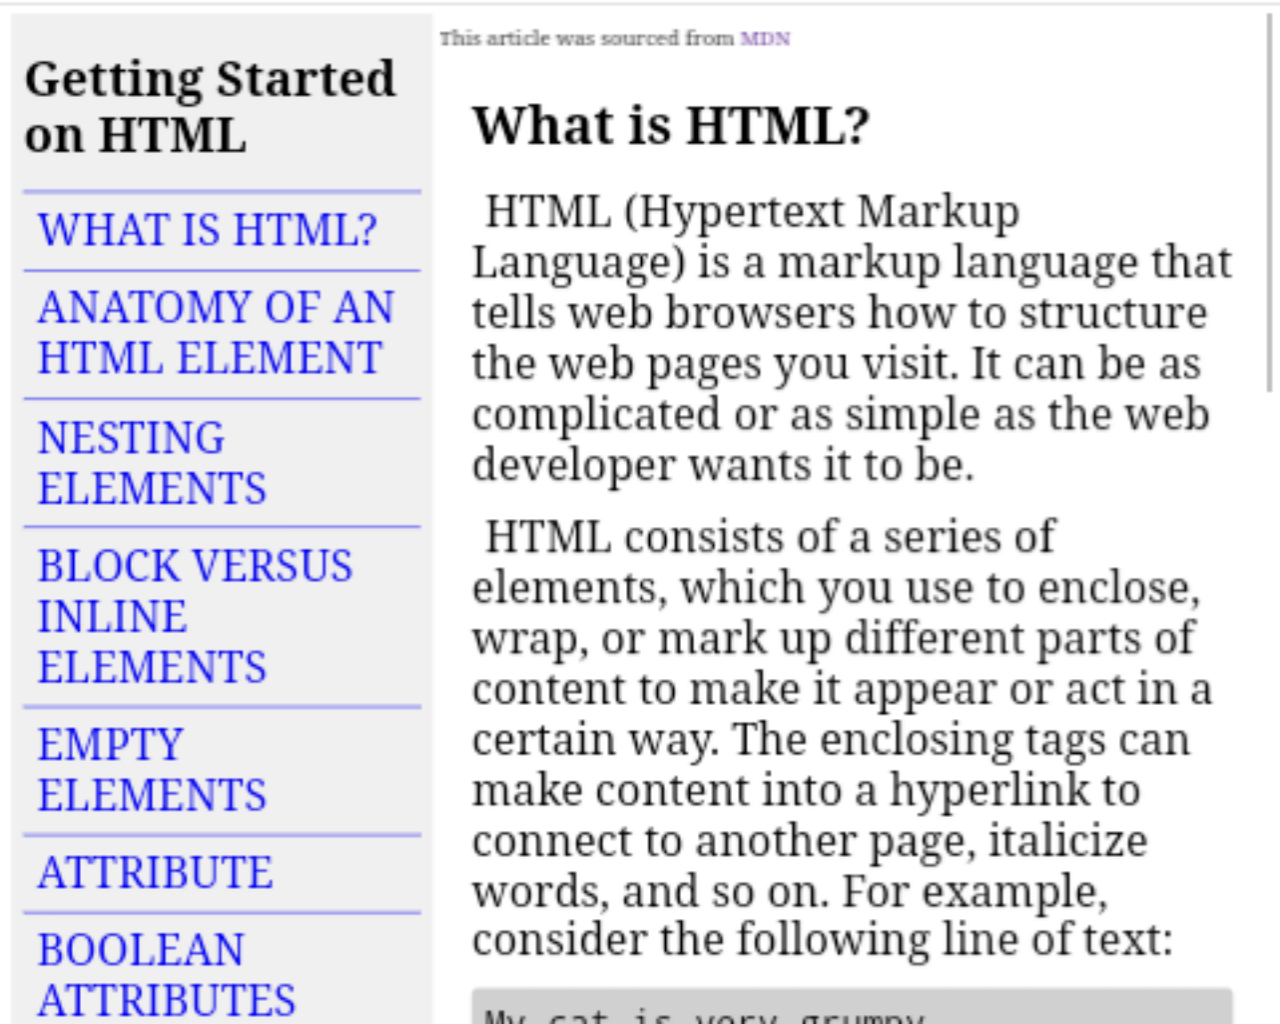 Getting Started
on HTML
WHAT IS HTML?
ANATOMY OF AN
HTML ELEMENT
NESTING
ELEMENTS
BLOCK VERSUS
INLINE
ELEMENTS
EMPTY
ELEMENTS
ATTRIBUTE
BOOLEAN
ATTRIBUTES
This article was sourced from MDN
What is HTML?
HTML (Hypertext Markup
Language) is a markup language that
tells web browsers how to structure
the web pages you visit. It can be as
complicated or as simple as the web
developer wants it to be.
HTML consists of a series of
elements, which you use to enclose,
wrap, or mark up different parts of
content to make it appear or act in a
certain way. The enclosing tags can
make content into a hyperlink to
connect to another page, italicize
words, and so on. For example,
consider the following line of text:
My cat is very grumpy